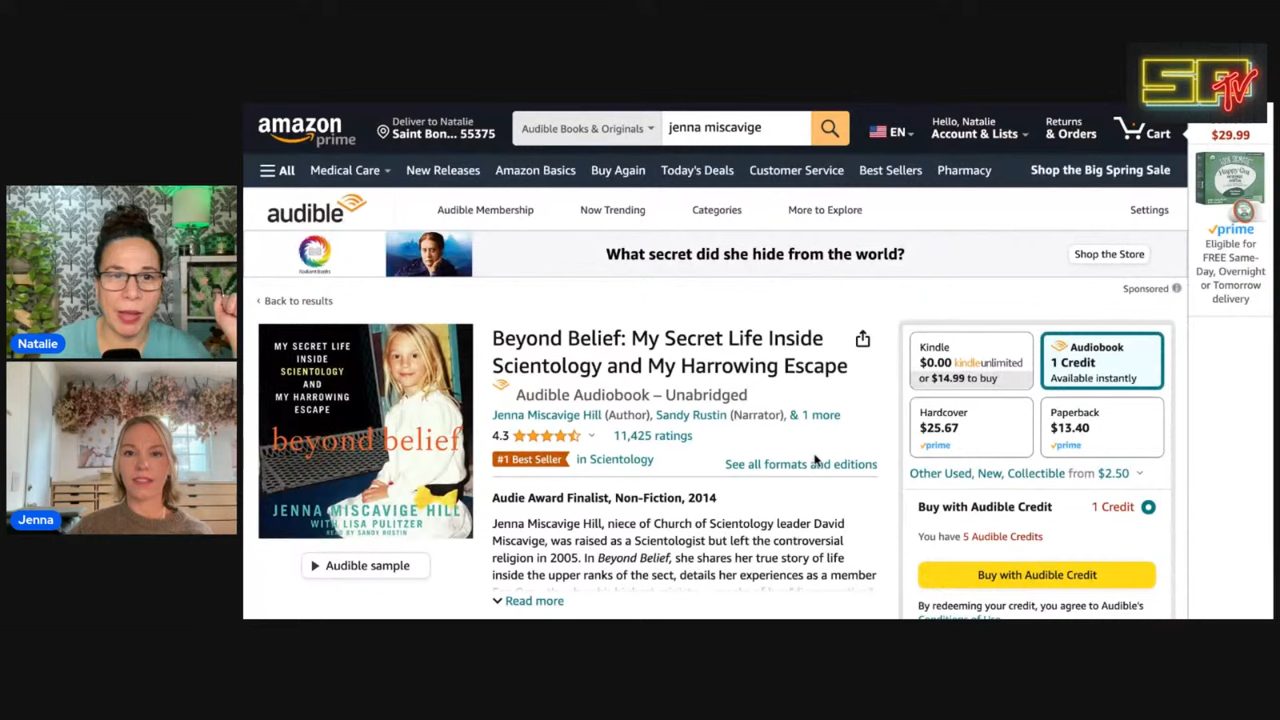 SPTV
amazon
prime
Deliver to Natalie
Saint Bon... 55375
Audible Books & Originals
jenna miscavige
EN
Hello, Natalie
Account & Lists
Returns
& Orders
Cart
$29.99
All
Medical Care
New Releases
Amazon Basics
Buy Again
Today's Deals
Customer Service
Best Sellers
Pharmacy
Shop the Big Spring Sale
audible
Audible Membership
Now Trending
Categories
More to Explore
Settings
What secret did she hide from the world?
Shop the Store
Sponsored
prime
Eligible for
FREE Same-
Day, Overnight
or Tomorrow
delivery
Natalie
Jenna
‹ Back to results
MY SECRET LIFE
INSIDE
SCIENTOLOGY
AND
MY HARROWING
ESCAPE
beyond belief
JENNA MISCAVIGE HILL
WITH LISA PULITZER
READ BY SANDY RUSTIN
Audible sample
Beyond Belief: My Secret Life Inside
Scientology and My Harrowing Escape
Audible Audiobook – Unabridged
Jenna Miscavige Hill (Author), Sandy Rustin (Narrator), & 1 more
4.3
11,425 ratings
#1 Best Seller in Scientology
See all formats and editions
Audie Award Finalist, Non-Fiction, 2014
Jenna Miscavige Hill, niece of Church of Scientology leader David
Miscavige, was raised as a Scientologist but left the controversial
religion in 2005. In Beyond Belief, she shares her true story of life
inside the upper ranks of the sect, details her experiences as a member
Read more
Kindle
$0.00 kindleunlimited
or $14.99 to buy
Audiobook
1 Credit
Available instantly
Hardcover
$25.67
prime
Paperback
$13.40
prime
Other Used, New, Collectible from $2.50
Buy with Audible Credit
1 Credit
You have 5 Audible Credits
Buy with Audible Credit
By redeeming your credit, you agree to Audible's
Conditions of Use